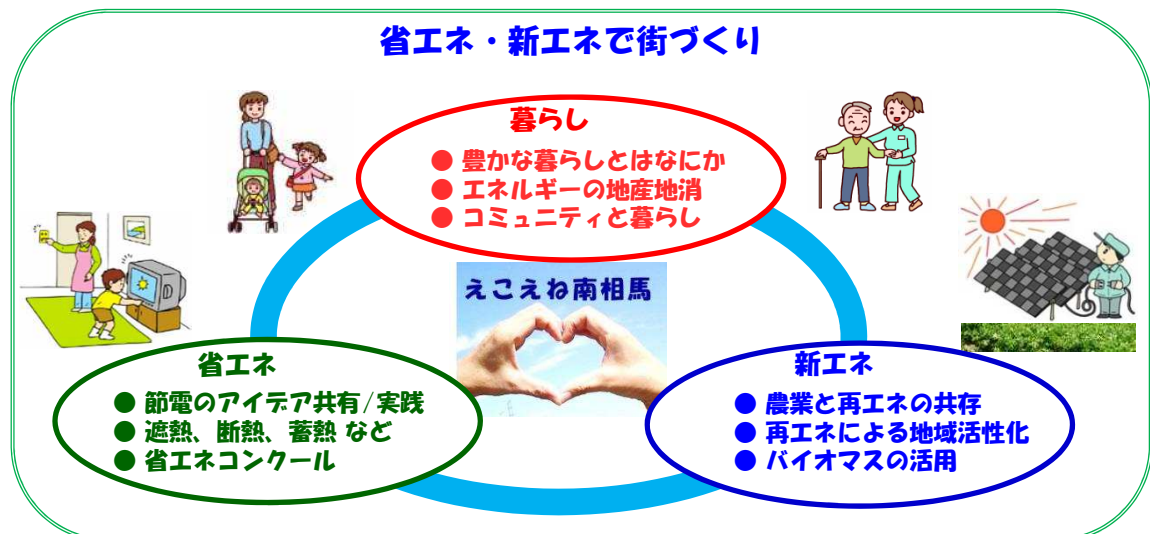 省エネ・新エネで街づくり
暮らし
● 豊かな暮らしとはなにか
● エネルギーの地産地消
● コミュニティと暮らし
えこえね南相馬
省エネ
● 節電のアイデア共有/実践
● 遮熱、断熱、蓄熱 など
● 省エネコンクール
新エネ
● 農業と再エネの共存
● 再エネによる地域活性化
● バイオマスの活用